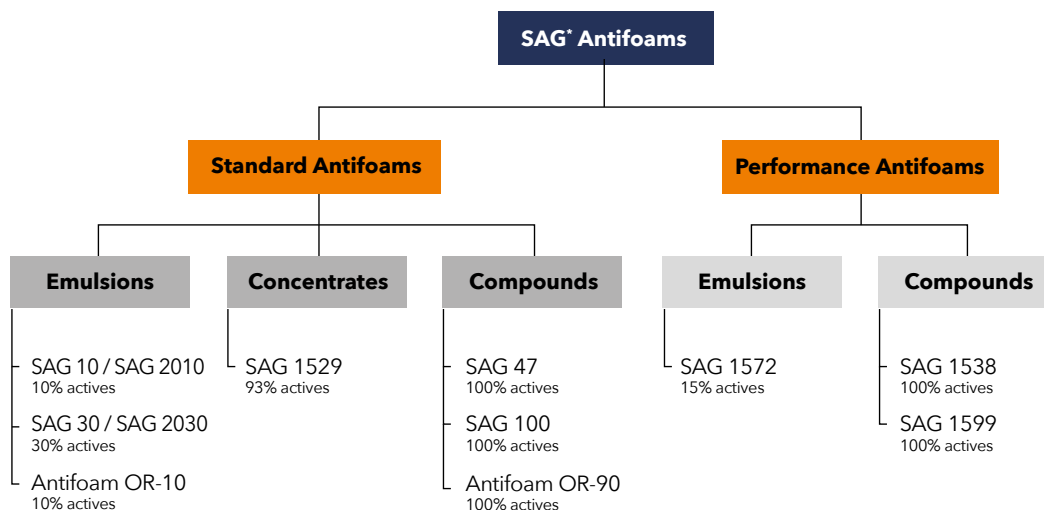 SAG* Antifoams
Standard Antifoams
Performance Antifoams
Emulsions
Concentrates
Compounds
Emulsions
Compounds
SAG 10 / SAG 2010
10% actives
SAG 30 / SAG 2030
30% actives
Antifoam OR-10
10% actives
SAG 1529
93% actives
SAG 47
100% actives
SAG 100
100% actives
Antifoam OR-90
100% actives
SAG 1572
15% actives
SAG 1538
100% actives
SAG 1599
100% actives